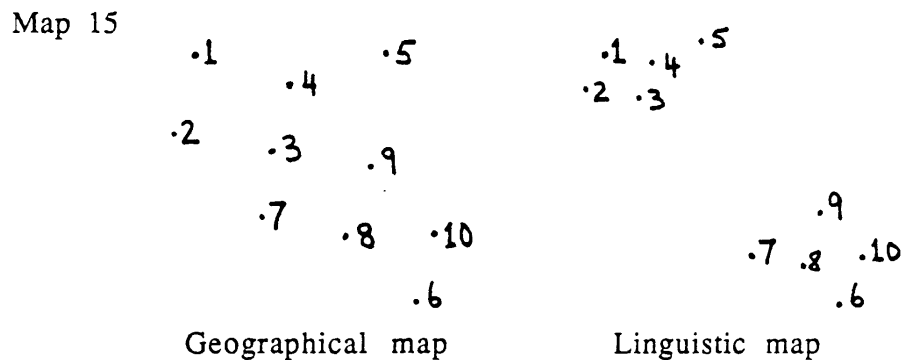 Map 15
.1 .5 .1 .4 .5
.4 .2 .3
.2 .3 .9
.7 .8 .10 .9
.7 .8 .10
.6 .6
Geographical map Linguistic map